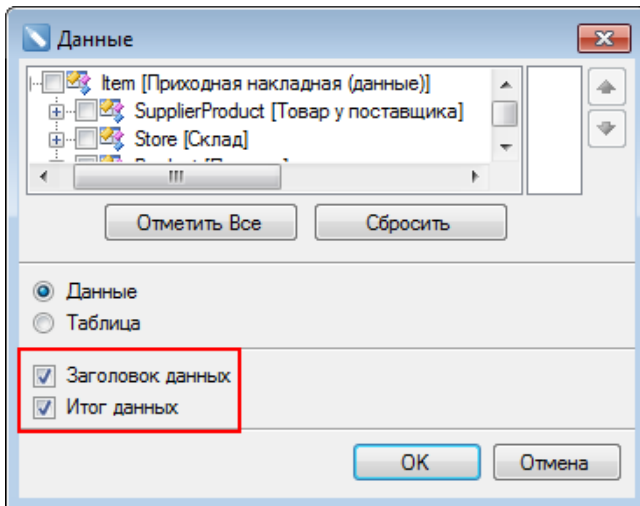 Данные
Item [Приходная накладная (данные)]
SupplierProduct [Товар у поставщика]
Store [Склад]
Отметить Все Сбросить
Данные
Таблица
Заголовок данных
Итог данных
OK Отмена